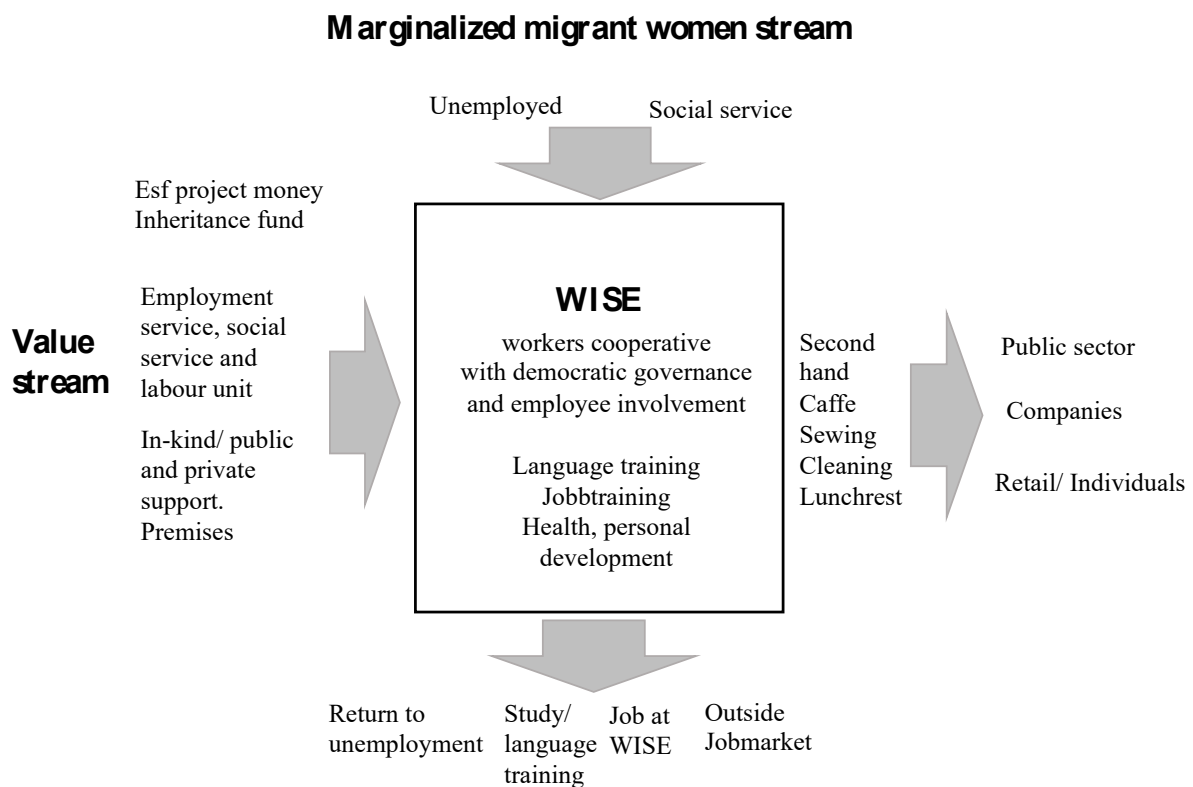 Marginalized migrant women stream
Unemployed
Social service
Esf project money
Inheritance fund
Employment
service, social
service and
labour unit
In-kind/ public
and private
support.
Premises
Value
stream
WISE
workers cooperative
with democratic governance
and employee involvement
Language training
Jobbtraining
Health, personal
development
Second
hand
Caffe
Sewing
Cleaning
Lunchrest
Public sector
Companies
Retail/ Individuals
Return to
unemployment
Study/
language
training
Job at
WISE
Outside
Jobmarket